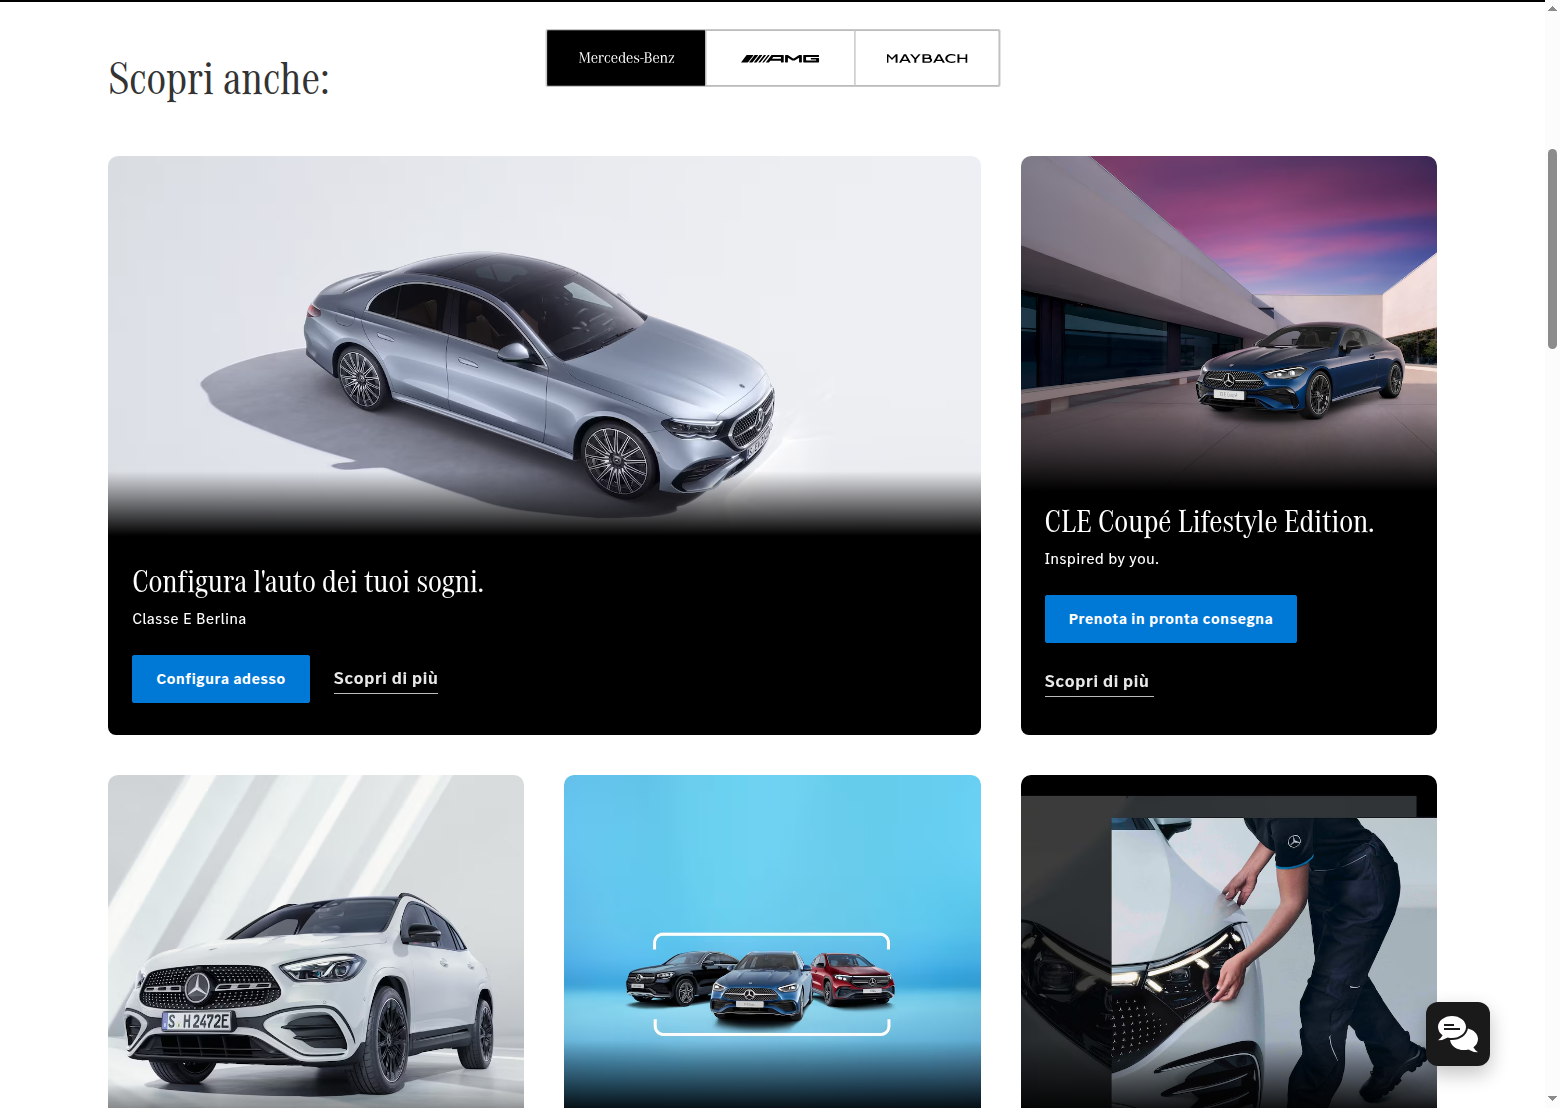 Scopri anche:
Mercedes-Benz
AMG
MAYBACH
Configura l'auto dei tuoi sogni.
Classe E Berlina
Configura adesso
Scopri di più
CLE Coupé Lifestyle Edition.
Inspired by you.
Prenota in pronta consegna
Scopri di più
S H 2472E